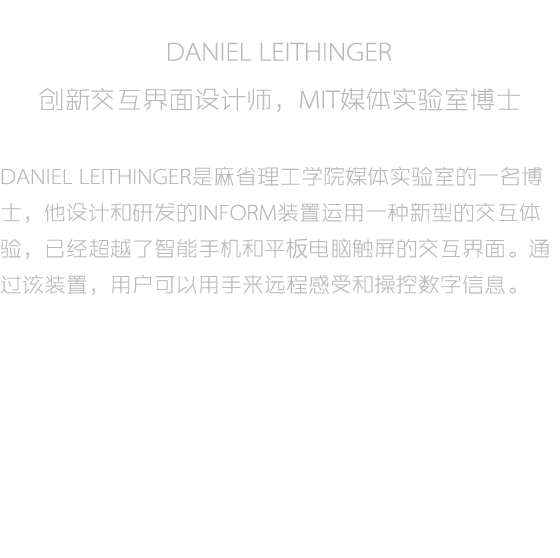 DANIEL LEITHINGER
创新交互界面设计师，MIT媒体实验室博士
DANIEL LEITHINGER是麻省理工学院媒体实验室的一名博
士，他设计和研发的INFORM装置运用一种新型的交互体
验，已经超越了智能手机和平板电脑触屏的交互界面。通
过该装置，用户可以用手来远程感受和操控数字信息。